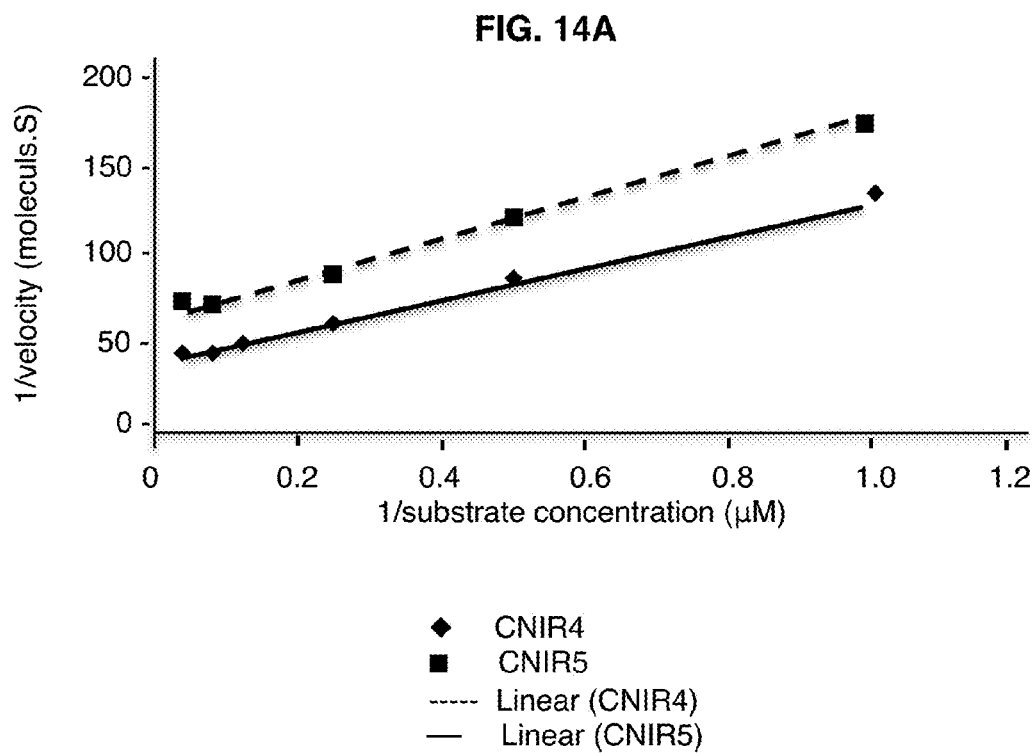 FIG. 14A
1/velocity (moleculs.S)
200
150
100
50
0
0 0.2 0.4 0.6 0.8 1.0 1.2
1/substrate concentration (µM)
CNIR4
CNIR5
Linear (CNIR4)
Linear (CNIR5)